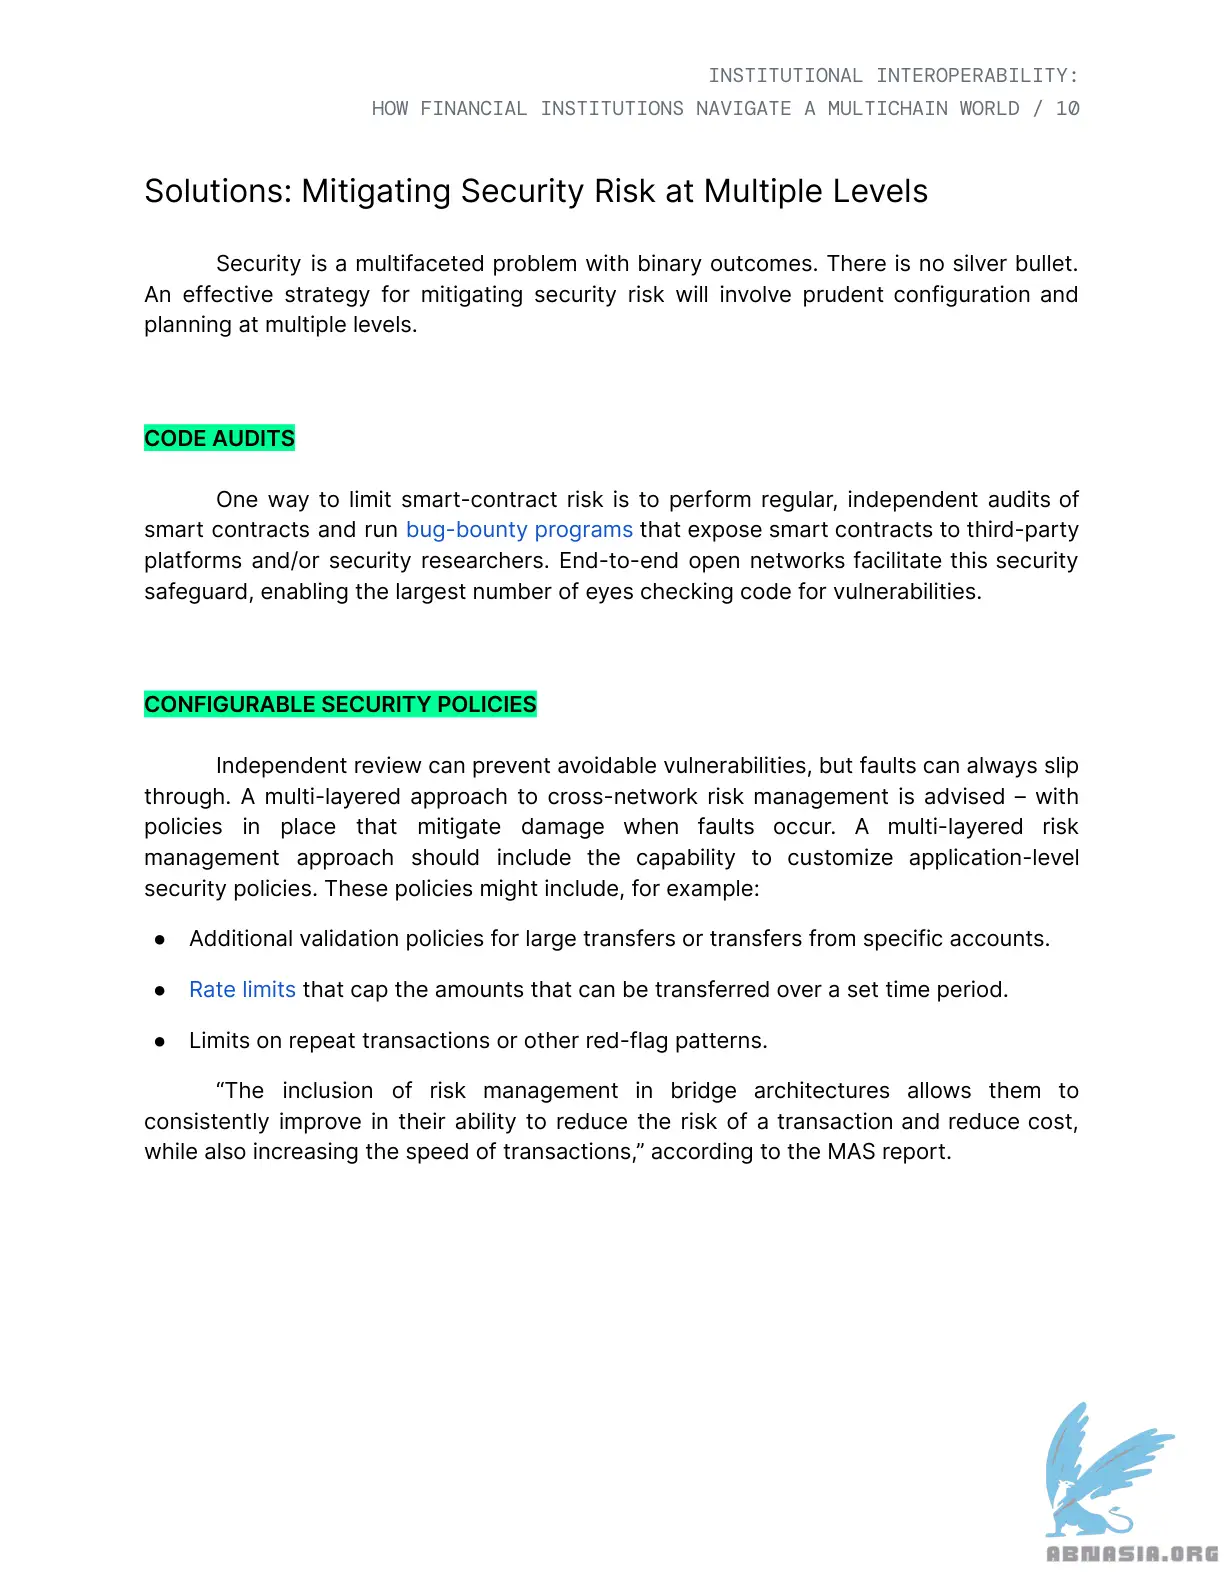 INSTITUTIONAL INTEROPERABILITY:
HOW FINANCIAL INSTITUTIONS NAVIGATE A MULTICHAIN WORLD / 10
Solutions: Mitigating Security Risk at Multiple Levels
Security is a multifaceted problem with binary outcomes. There is no silver bullet.
An effective strategy for mitigating security risk will involve prudent configuration and
planning at multiple levels.
CODE AUDITS
One way to limit smart-contract risk is to perform regular, independent audits of
smart contracts and run bug-bounty programs that expose smart contracts to third-party
platforms and/or security researchers. End-to-end open networks facilitate this security
safeguard, enabling the largest number of eyes checking code for vulnerabilities.
CONFIGURABLE SECURITY POLICIES
Independent review can prevent avoidable vulnerabilities, but faults can always slip
through. A multi-layered approach to cross-network risk management is advised – with
policies in place that mitigate damage when faults occur. A multi-layered risk
management approach should include the capability to customize application-level
security policies. These policies might include, for example:
● Additional validation policies for large transfers or transfers from specific accounts.
● Rate limits that cap the amounts that can be transferred over a set time period.
● Limits on repeat transactions or other red-flag patterns.
“The inclusion of risk management in bridge architectures allows them to
consistently improve in their ability to reduce the risk of a transaction and reduce cost,
while also increasing the speed of transactions,” according to the MAS report.
ABNASIA.ORG